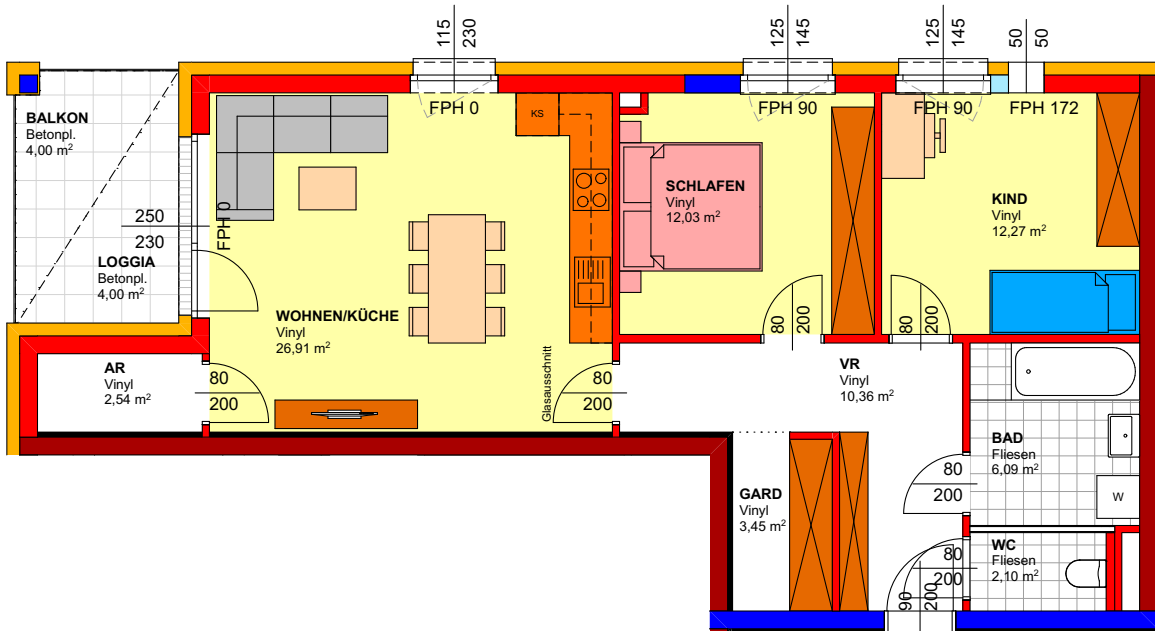 115
230
125
145
125
145
50
50
BALKON
Betonpl.
4,00 m²
FPH 0
KS
FPH 90
FPH 90
FPH 172
SCHLAFEN
Vinyl
12,03 m²
KIND
Vinyl
12,27 m²
250
230
FPH 0
LOGGIA
Betonpl.
4,00 m²
WOHNEN/KÜCHE
Vinyl
26,91 m²
80
200
80
200
AR
Vinyl
2,54 m²
80
200
Glasausschnitt
80
200
VR
Vinyl
10,36 m²
BAD
Fliesen
6,09 m²
80
200
W
GARD
Vinyl
3,45 m²
WC
Fliesen
2,10 m²
80
200
90
200